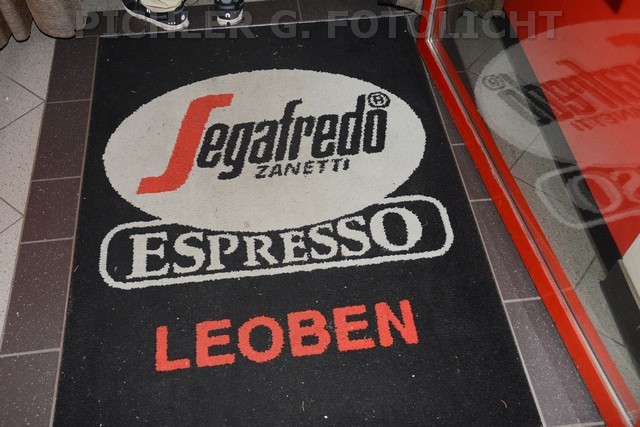 PICHLER G. FOTOLICHT
Segafredo®
ZANETTI
ESPRESSO
LEOBEN